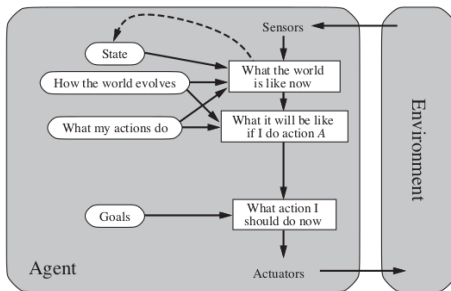 Sensors
State
What the world
is like now
How the world evolves
What it will be like
if I do action A
What my actions do
Goals
What action I
should do now
Agent
Actuators
Environment